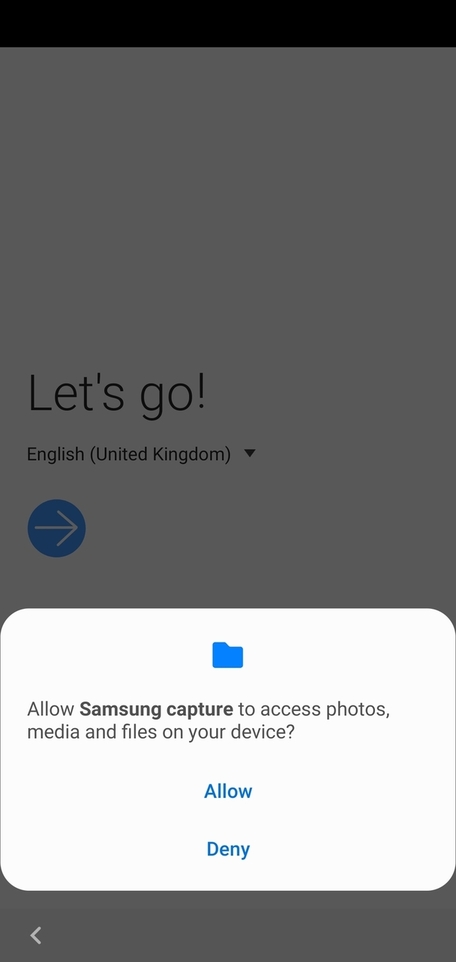 Let's go!
English (United Kingdom)
Allow Samsung capture to access photos,
media and files on your device?
Allow
Deny